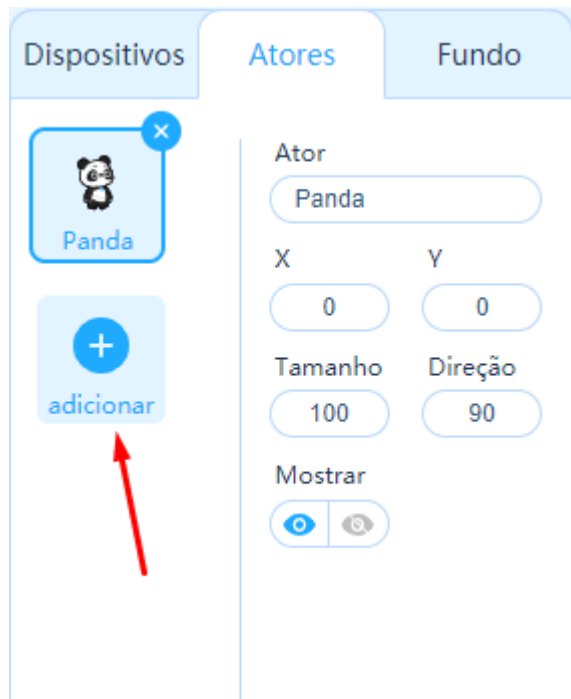 Dispositivos
Atores
Fundo
Panda
adicionar
Ator
Panda
X
Y
0
0
Tamanho
Direção
100
90
Mostrar